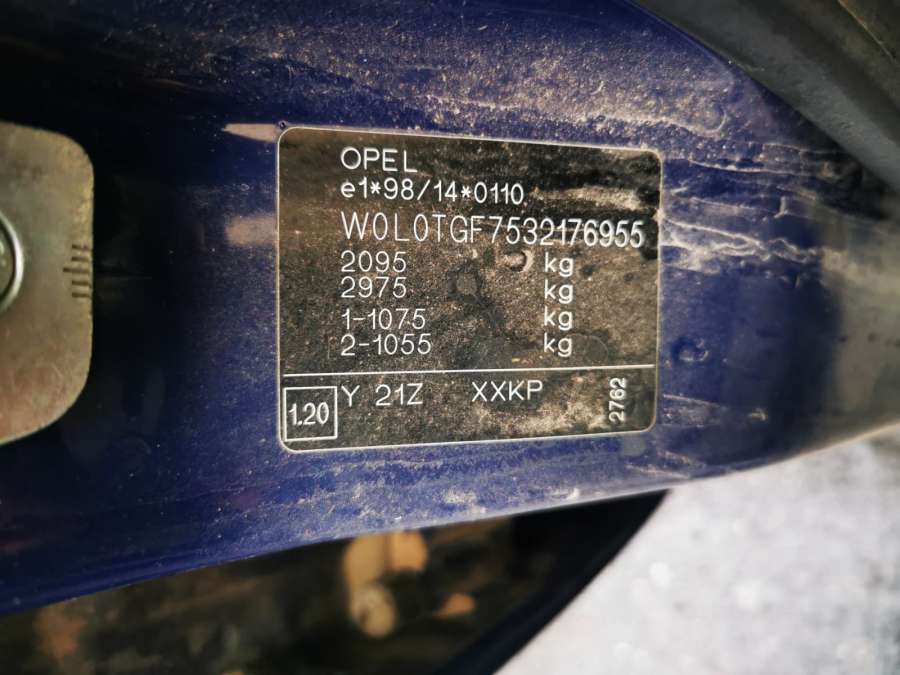 OPEL
e1*98/14*0110
W0L0TGF7532176955
2095 kg
2975 kg
1-1075 kg
2-1055 kg
1.20 Y 21Z XXKP 2762